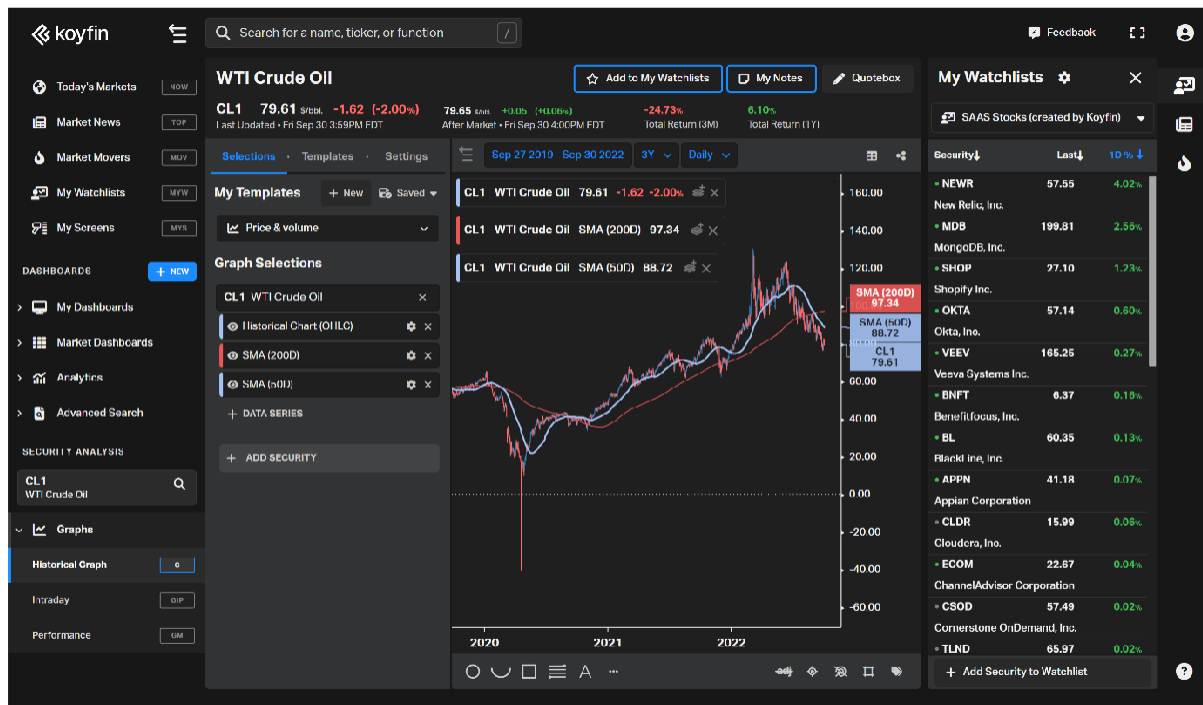 koyfin
Search for a name, ticker, or function
/
Feedback
Today's Markets NOW
Market News TOP
Market Movers MOV
My Watchlists MYW
My Screens MYS
DASHBOARDS + NEW
My Dashboards
Market Dashboards
Analytics
Advanced Search
SECURITY ANALYSIS
CL1
WTI Crude Oil
Graphs
Historical Graph G
Intraday GIP
Performance GM
WTI Crude Oil
Add to My Watchlists
My Notes
Quotebox
CL1 79.61 $/bbl. -1.62 (-2.00%)
Last Updated • Fri Sep 30 3:59PM EDT
79.65 $/bbl. +0.05 (+0.06%)
After Market • Fri Sep 30 4:00PM EDT
-24.73%
Total Return (3M)
6.10%
Total Return (1Y)
Selections · Templates · Settings
My Templates + New Saved
Price & volume
Graph Selections
CL1 WTI Crude Oil
Historical Chart (OHLC)
SMA (200D)
SMA (50D)
+ DATA SERIES
+ ADD SECURITY
Sep 27 2019 Sep 30 2022 3Y Daily
CL1 WTI Crude Oil 79.61 -1.62 -2.00%
CL1 WTI Crude Oil SMA (200D) 97.34
CL1 WTI Crude Oil SMA (50D) 88.72
160.00
140.00
120.00
SMA (200D)
97.34
SMA (50D)
88.72
CL1
79.61
60.00
40.00
20.00
0.00
-20.00
-40.00
-60.00
2020 2021 2022
A
adj
My Watchlists
SAAS Stocks (created by Koyfin)
Security↓ Last↓ 1D % ↓
NEWR 57.55 4.02%
New Relic, Inc.
MDB 199.81 2.56%
MongoDB, Inc.
SHOP 27.10 1.23%
Shopify Inc.
OKTA 57.14 0.60%
Okta, Inc.
VEEV 165.25 0.27%
Veeva Systems Inc.
BNFT 6.37 0.16%
Benefitfocus, Inc.
BL 60.35 0.13%
BlackLine, Inc.
APPN 41.18 0.07%
Appian Corporation
CLDR 15.99 0.06%
Cloudera, Inc.
ECOM 22.67 0.04%
ChannelAdvisor Corporation
CSOD 57.49 0.02%
Cornerstone OnDemand, Inc.
TLND 65.97 0.02%
+ Add Security to Watchlist
?